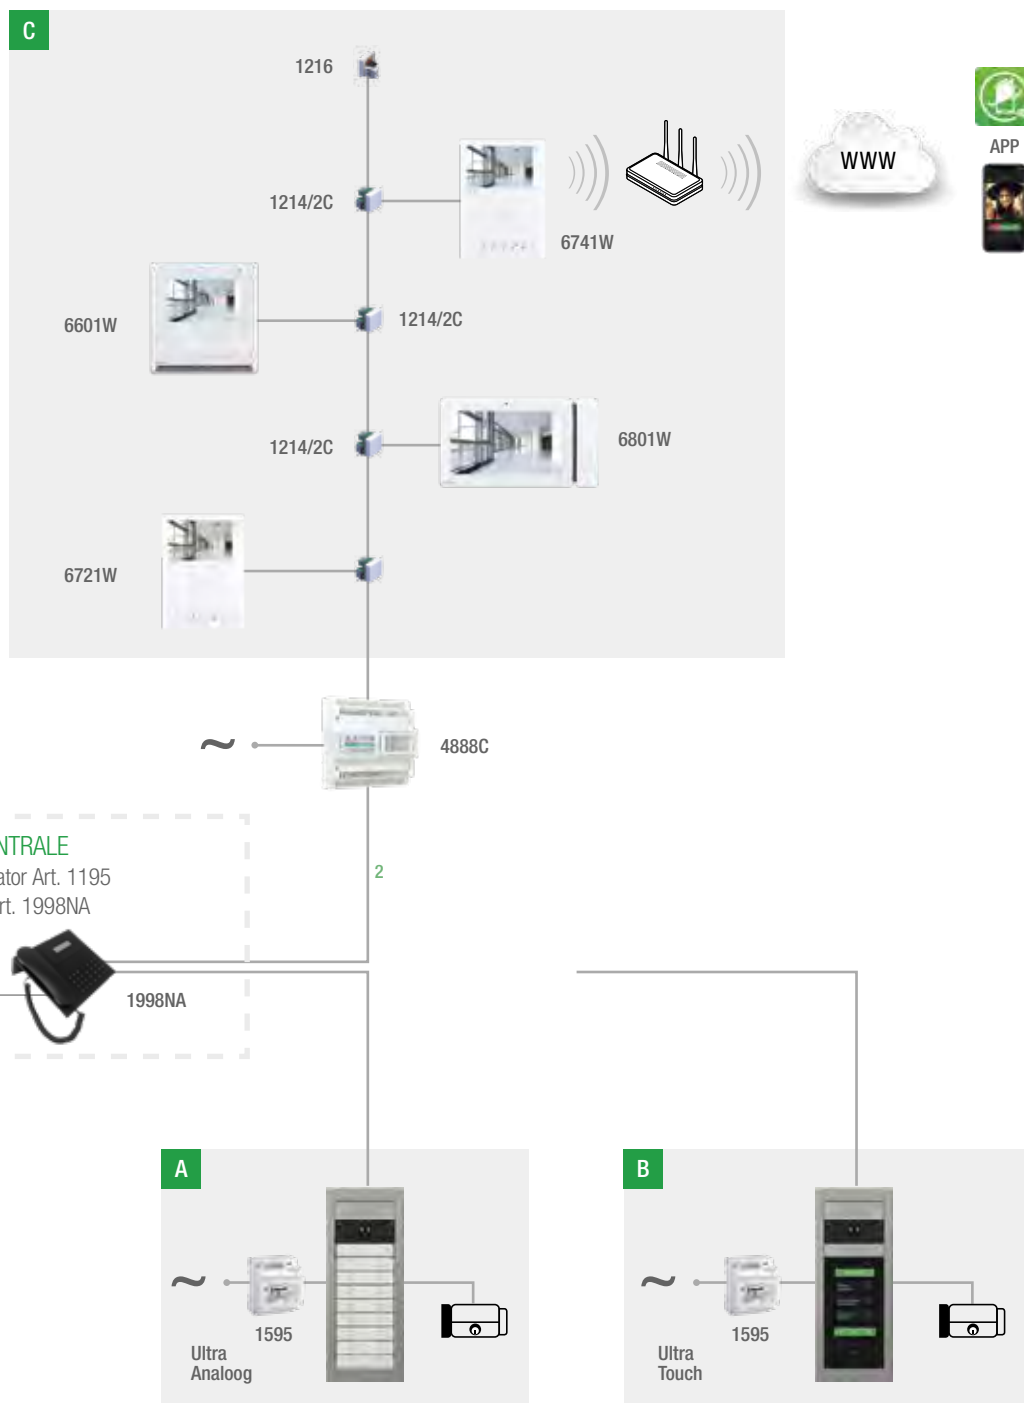 C
1216
WWW
APP
1214/2C
6741W
6601W
1214/2C
1214/2C
6801W
6721W
4888C
NTRALE
ator Art. 1195
rt. 1998NA
2
1998NA
A
B
1595
1595
Ultra
Analoog
Ultra
Touch